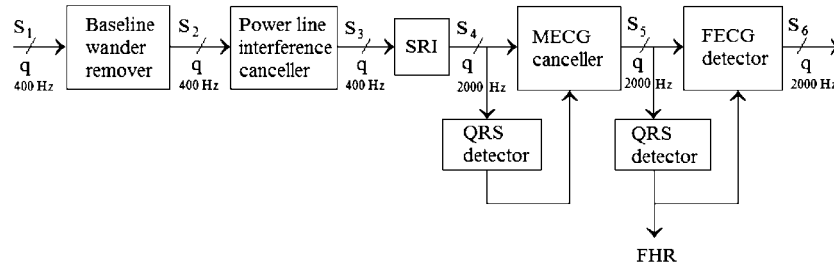 S1
q
400 Hz
Baseline
wander
remover
S2
q
400 Hz
Power line
interference
canceller
S3
q
400 Hz
SRI
S4
q
2000 Hz
MECG
canceller
S5
q
2000 Hz
FECG
detector
S6
q
2000 Hz
QRS
detector
QRS
detector
FHR